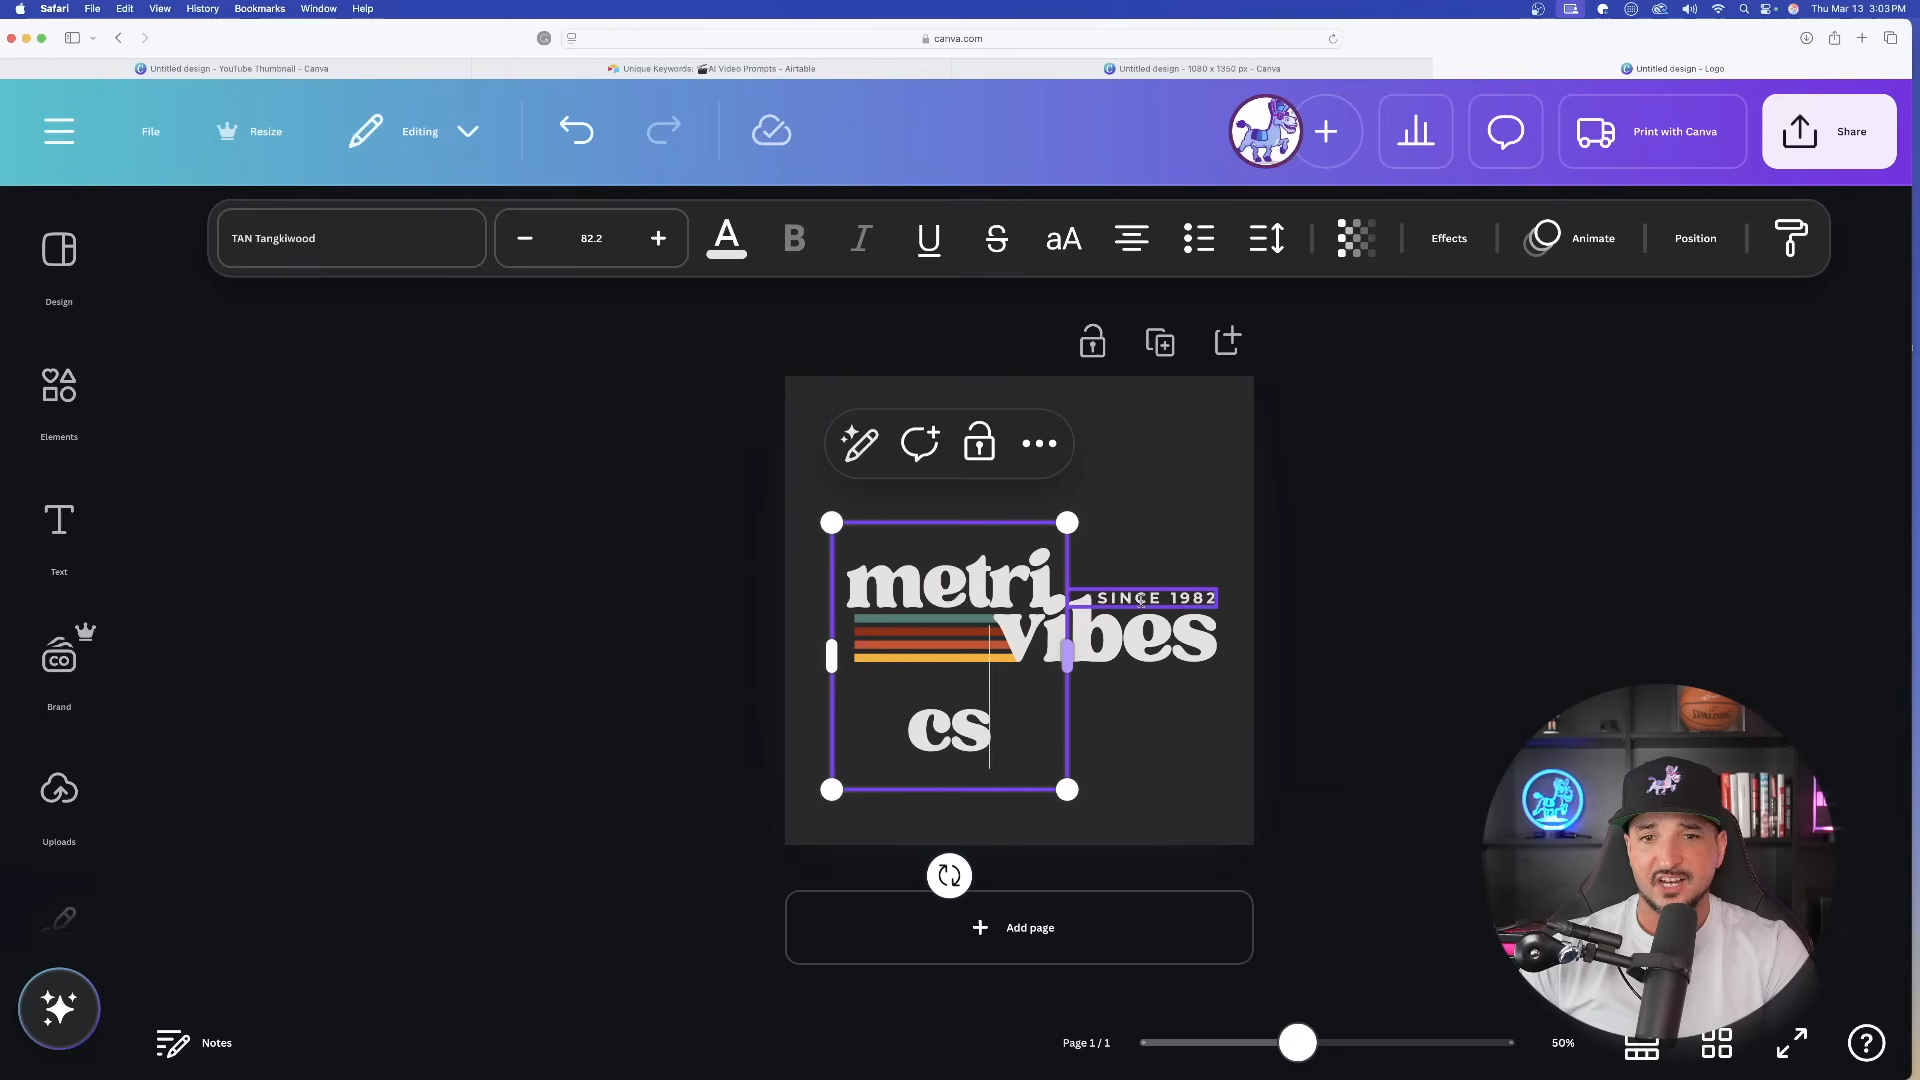 Safari File Edit View History Bookmarks Window Help
Thu Mar 13 3:03 PM
canva.com
Untitled design - YouTube Thumbnail - Canva
Unique Keywords: 🎬AI Video Prompts - Airtable
Untitled design - 1080 x 1350 px - Canva
Untitled design - Logo
File
Resize
Editing
Print with Canva
Share
TAN Tangkiwood
82.2
Effects
Animate
Position
Design
Elements
Text
Brand
Uploads
metri
SINCE 1982
vibes
cs
SPALDING
Add page
Notes
Page 1 / 1
50%